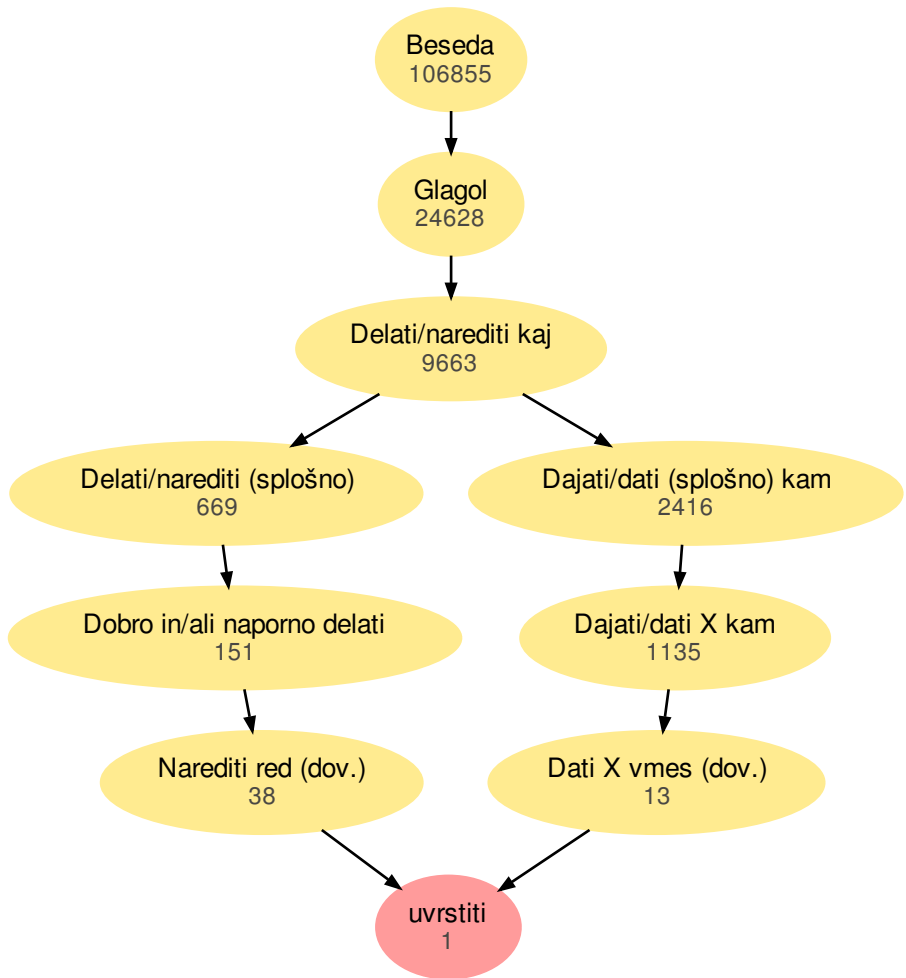 Beseda
106855
Glagol
24628
Delati/narediti kaj
9663
Delati/narediti (splošno)
669
Dajati/dati (splošno) kam
2416
Dobro in/ali naporno delati
151
Dajati/dati X kam
1135
Narediti red (dov.)
38
Dati X vmes (dov.)
13
uvrstiti
1